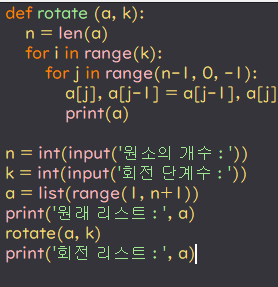 def rotate (a, k):
    n = len(a)
    for i in range(k):
        for j in range(n-1, 0, -1):
            a[j], a[j-1] = a[j-1], a[j]
            print(a)

n = int(input('원소의 개수 : '))
k = int(input('회전 단계수 : '))
a = list(range(1, n+1))
print('원래 리스트 : ', a)
rotate(a, k)
print('회전 리스트 : ', a)